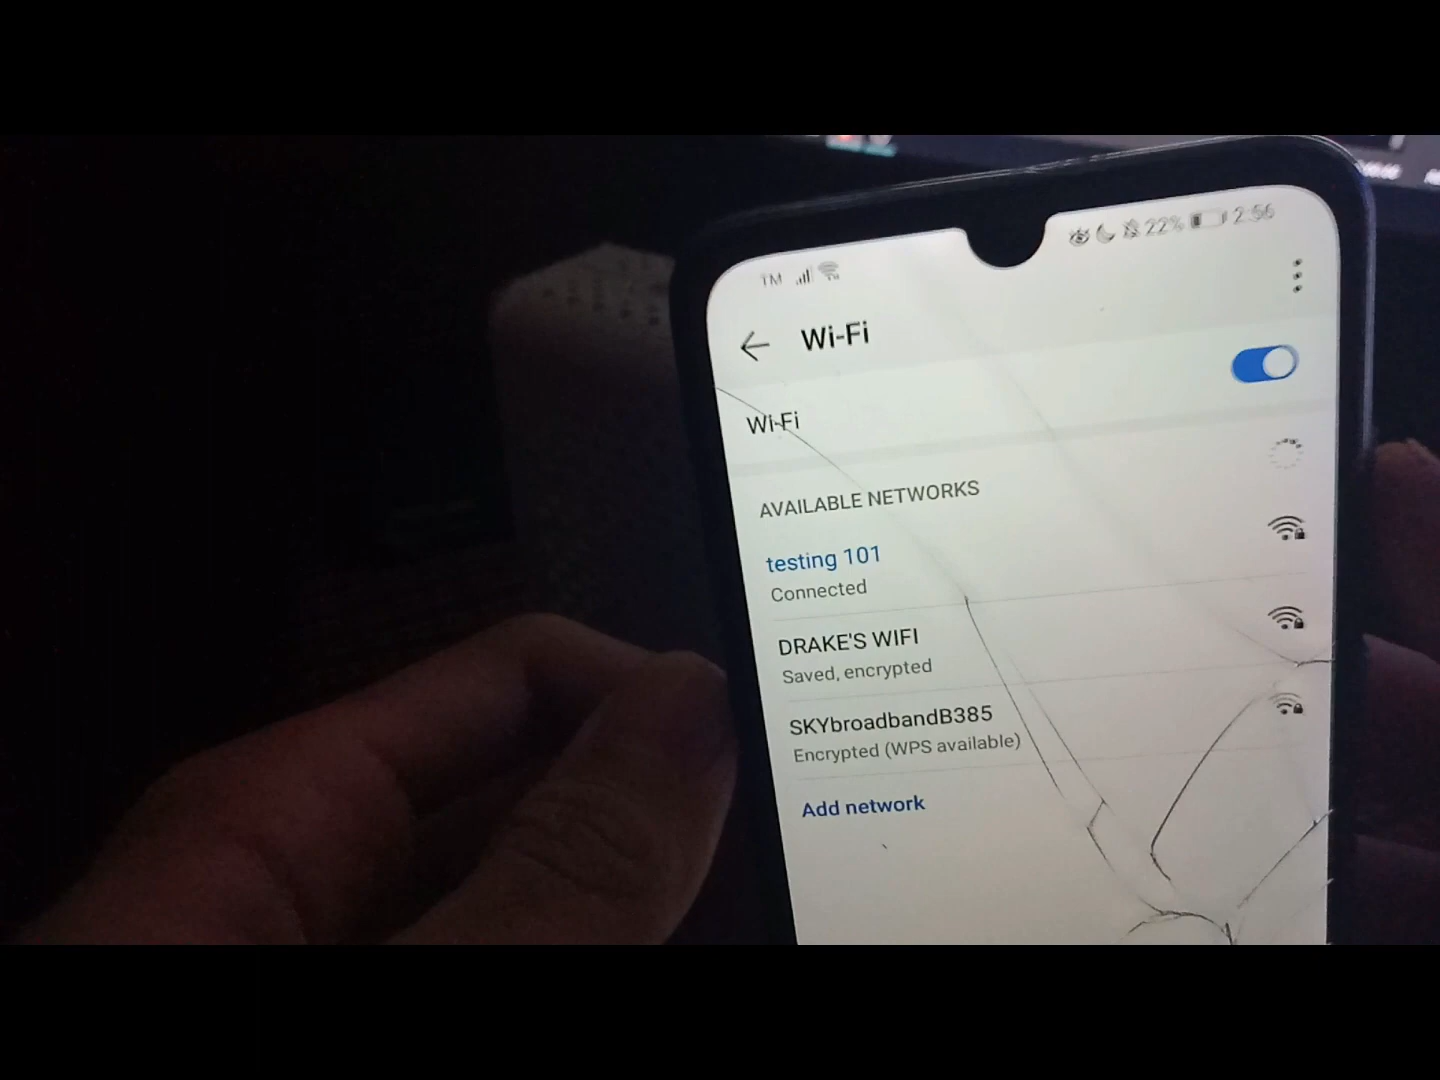 TM 22% 2:56
Wi-Fi
Wi-Fi
AVAILABLE NETWORKS
testing 101
Connected
DRAKE'S WIFI
Saved, encrypted
SKYbroadbandB385
Encrypted (WPS available)
Add network